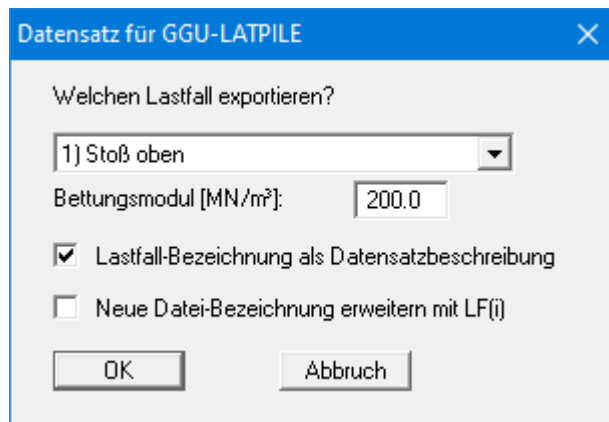 Datensatz für GGU-LATPILE
Welchen Lastfall exportieren?
1) Stoß oben
Bettungsmodul [MN/m³]: 200.0
Lastfall-Bezeichnung als Datensatzbeschreibung
Neue Datei-Bezeichnung erweitern mit LF(i)
OK Abbruch